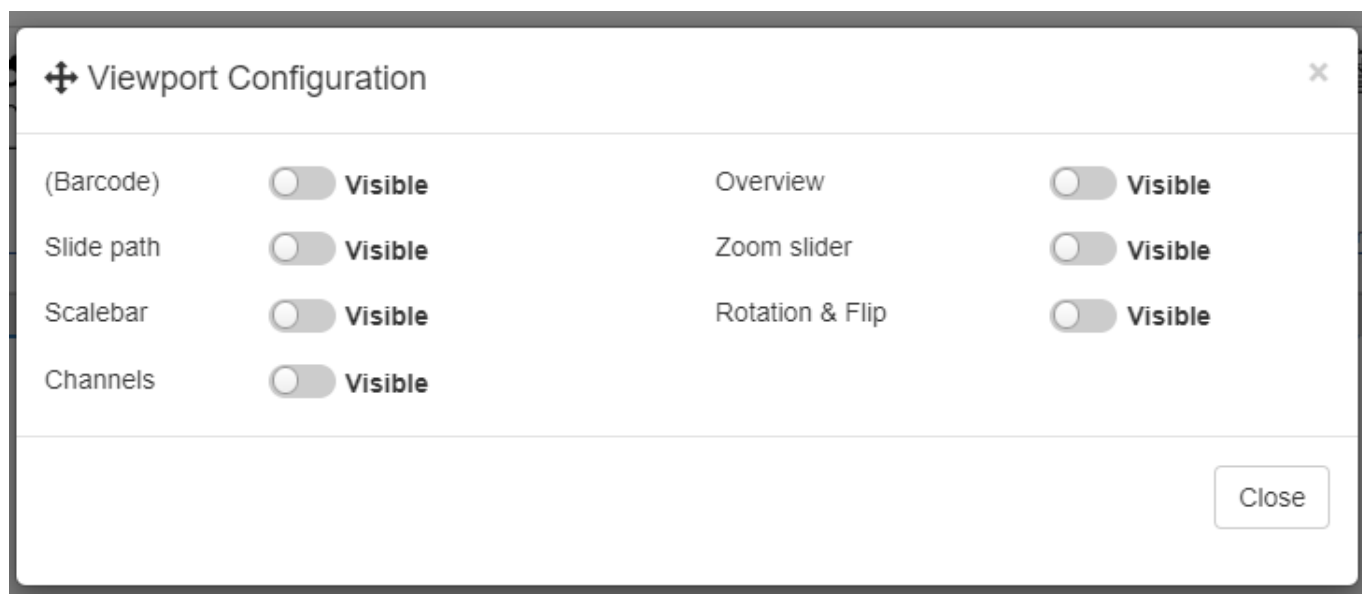 Viewport Configuration ×
(Barcode) Visible Overview Visible
Slide path Visible Zoom slider Visible
Scalebar Visible Rotation & Flip Visible
Channels Visible
Close